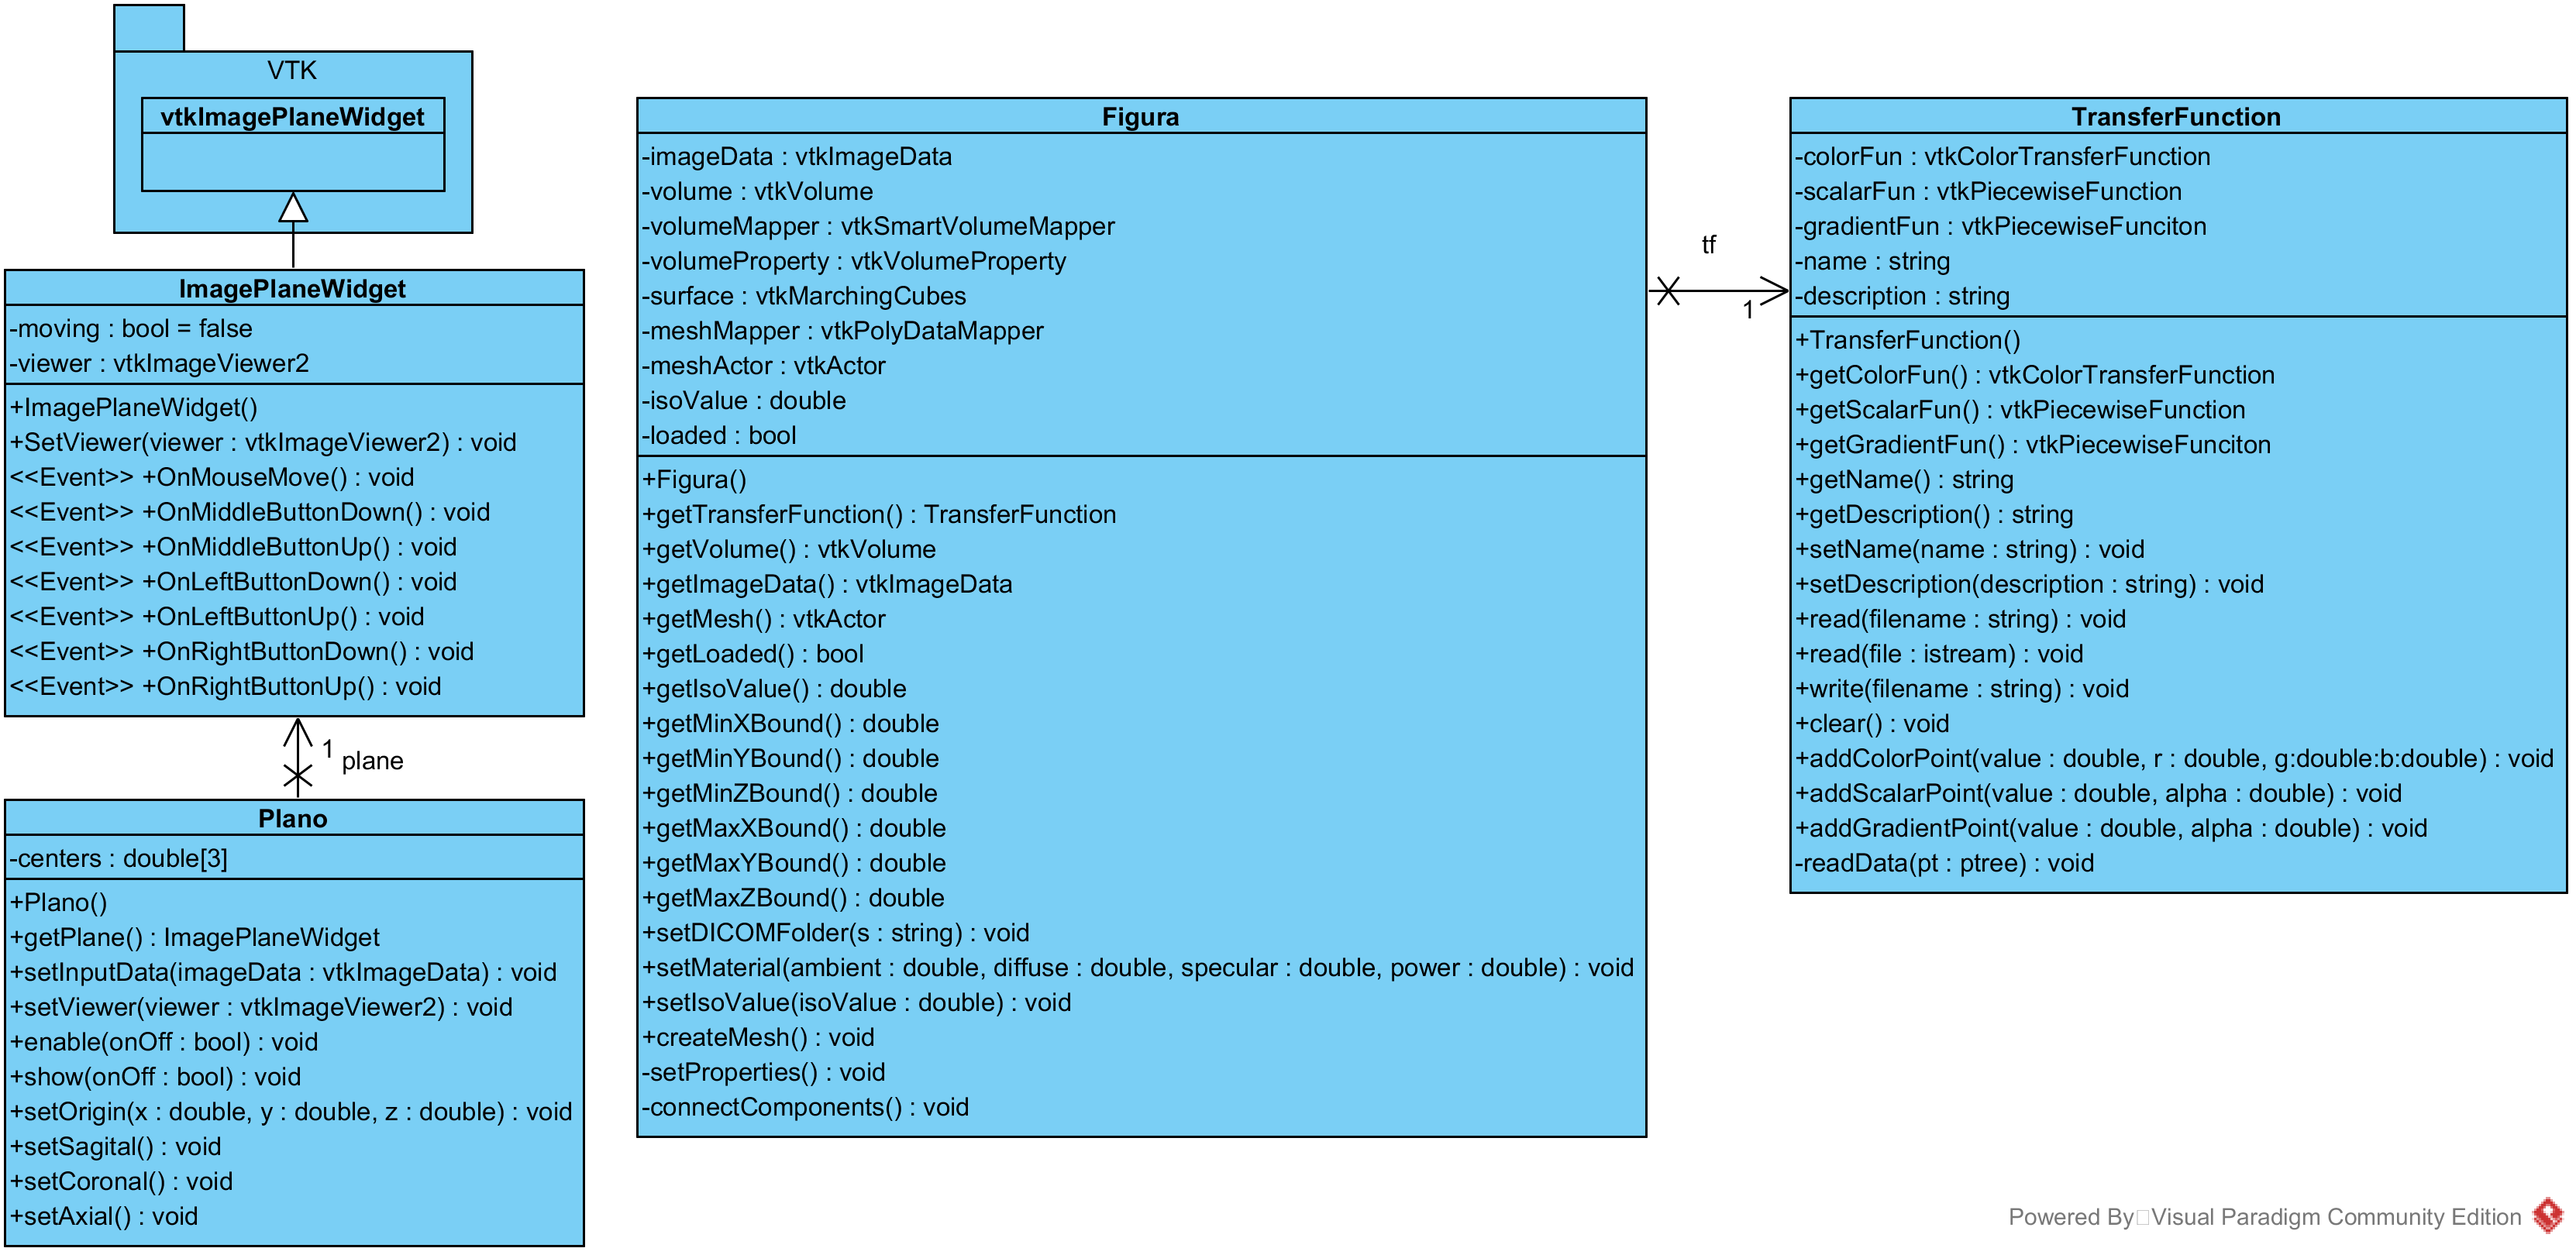 VTK
vtkImagePlaneWidget
ImagePlaneWidget
-moving : bool = false
-viewer : vtkImageViewer2
+ImagePlaneWidget()
+SetViewer(viewer : vtkImageViewer2) : void
<<Event>> +OnMouseMove() : void
<<Event>> +OnMiddleButtonDown() : void
<<Event>> +OnMiddleButtonUp() : void
<<Event>> +OnLeftButtonDown() : void
<<Event>> +OnLeftButtonUp() : void
<<Event>> +OnRightButtonDown() : void
<<Event>> +OnRightButtonUp() : void
1
plane
Plano
-centers : double[3]
+Plano()
+getPlane() : ImagePlaneWidget
+setInputData(imageData : vtkImageData) : void
+setViewer(viewer : vtkImageViewer2) : void
+enable(onOff : bool) : void
+show(onOff : bool) : void
+setOrigin(x : double, y : double, z : double) : void
+setSagital() : void
+setCoronal() : void
+setAxial() : void
Figura
-imageData : vtkImageData
-volume : vtkVolume
-volumeMapper : vtkSmartVolumeMapper
-volumeProperty : vtkVolumeProperty
-surface : vtkMarchingCubes
-meshMapper : vtkPolyDataMapper
-meshActor : vtkActor
-isoValue : double
-loaded : bool
+Figura()
+getTransferFunction() : TransferFunction
+getVolume() : vtkVolume
+getImageData() : vtkImageData
+getMesh() : vtkActor
+getLoaded() : bool
+getIsoValue() : double
+getMinXBound() : double
+getMinYBound() : double
+getMinZBound() : double
+getMaxXBound() : double
+getMaxYBound() : double
+getMaxZBound() : double
+setDICOMFolder(s : string) : void
+setMaterial(ambient : double, diffuse : double, specular : double, power : double) : void
+setIsoValue(isoValue : double) : void
+createMesh() : void
-setProperties() : void
-connectComponents() : void
tf
1
TransferFunction
-colorFun : vtkColorTransferFunction
-scalarFun : vtkPiecewiseFunction
-gradientFun : vtkPiecewiseFunciton
-name : string
-description : string
+TransferFunction()
+getColorFun() : vtkColorTransferFunction
+getScalarFun() : vtkPiecewiseFunction
+getGradientFun() : vtkPiecewiseFunciton
+getName() : string
+getDescription() : string
+setName(name : string) : void
+setDescription(description : string) : void
+read(filename : string) : void
+read(file : istream) : void
+write(filename : string) : void
+clear() : void
+addColorPoint(value : double, r : double, g:double:b:double) : void
+addScalarPoint(value : double, alpha : double) : void
+addGradientPoint(value : double, alpha : double) : void
-readData(pt : ptree) : void
Powered By Visual Paradigm Community Edition